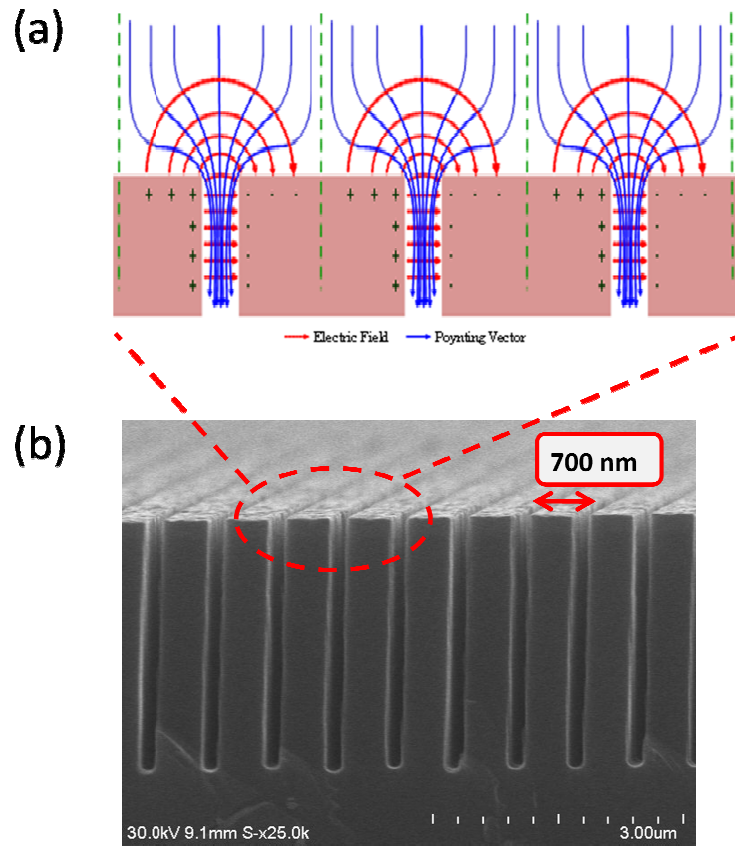 (a)
Electric Field Poynting Vector
(b)
700 nm
30.0kV 9.1mm S-x25.0k 3.00um